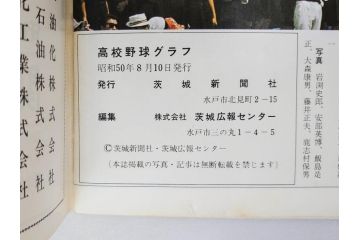 高校野球グラフ
昭和50年8月10日発行
発行 茨城新聞社
水戸市北見町2-15
編集 株式会社 茨城広報センター
水戸市三の丸1-4-5
©茨城新聞社・茨城広報センター
(本誌掲載の写真・記事は無断転載を禁じます)
写真 岩渕史郎、安部英博、飯島是
正、大森康男、藤井正夫、鹿志村保男
油化株式会社
石油株式会社
工業株式会社